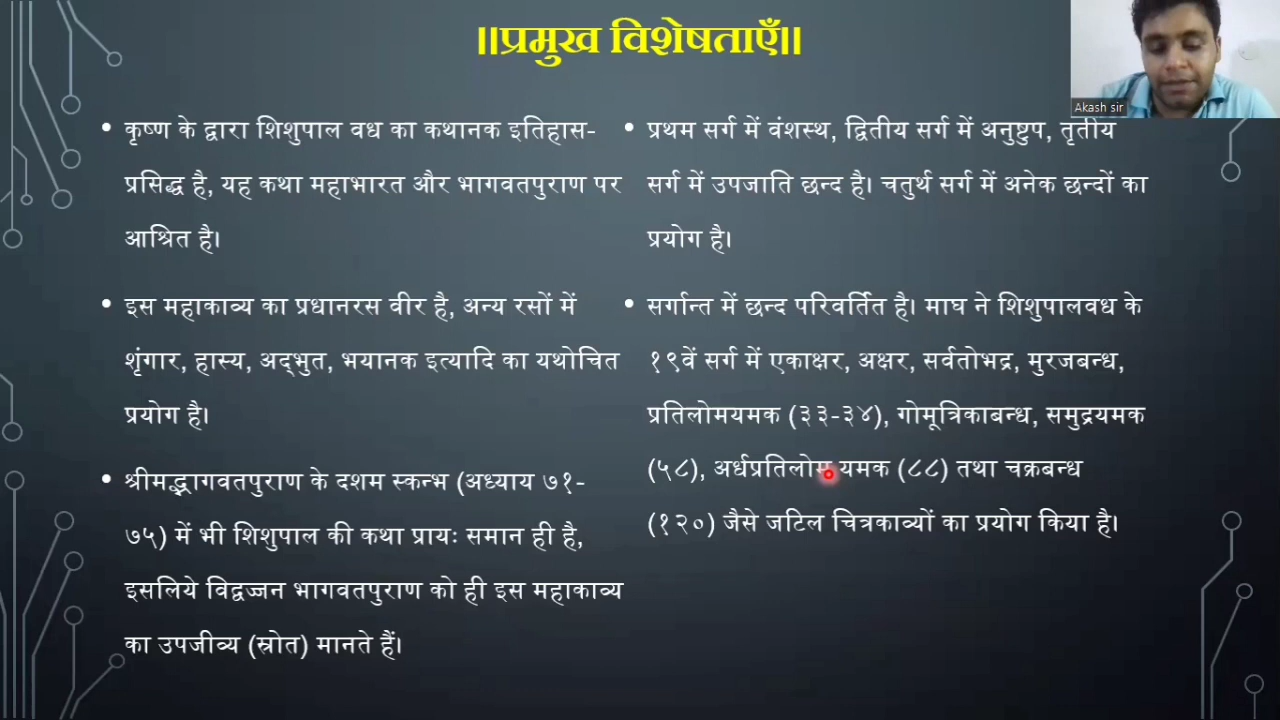 ||प्रमुख विशेषताएँ||
Akash sir
• कृष्ण के द्वारा शिशुपाल वध का कथानक इतिहास-
प्रसिद्ध है, यह कथा महाभारत और भागवतपुराण पर
आश्रित है।
• इस महाकाव्य का प्रधानरस वीर है, अन्य रसों में
शृंगार, हास्य, अद्‌भुत, भयानक इत्यादि का यथोचित
प्रयोग है।
• श्रीमद्भागवतपुराण के दशम स्कन्भ (अध्याय ७१-
७५) में भी शिशुपाल की कथा प्रायः समान ही है,
इसलिये विद्वज्जन भागवतपुराण को ही इस महाकाव्य
का उपजीव्य (स्रोत) मानते हैं।
• प्रथम सर्ग में वंशस्थ, द्वितीय सर्ग में अनुष्टुप, तृतीय
सर्ग में उपजाति छन्द है। चतुर्थ सर्ग में अनेक छन्दों का
प्रयोग है।
• सर्गान्त में छन्द परिवर्तित है। माघ ने शिशुपालवध के
१९वें सर्ग में एकाक्षर, अक्षर, सर्वतोभद्र, मुरजबन्ध,
प्रतिलोमयमक (३३-३४), गोमूत्रिकाबन्ध, समुद्रयमक
(५८), अर्धप्रतिलोम यमक (८८) तथा चक्रबन्ध
(१२०) जैसे जटिल चित्रकाव्यों का प्रयोग किया है।